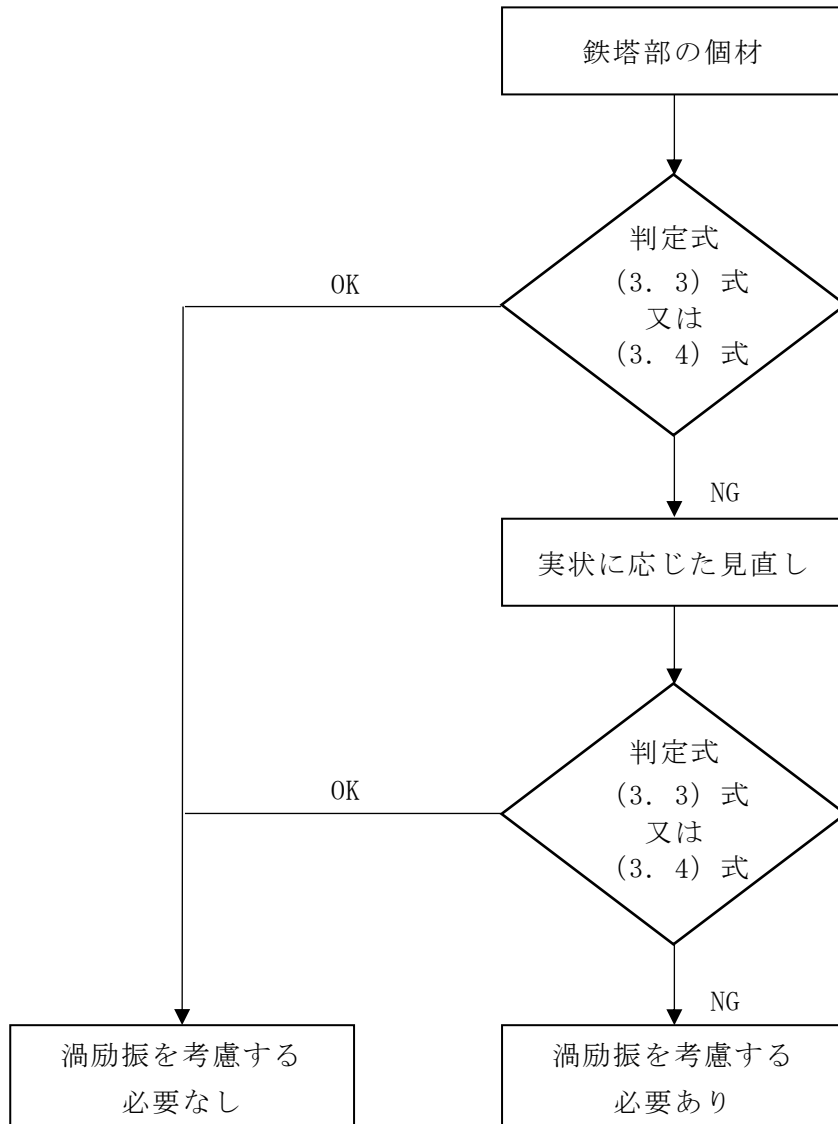 鉄塔部の個材
判定式
(3. 3) 式
又は
(3. 4) 式
OK
NG
実状に応じた見直し
判定式
(3. 3) 式
又は
(3. 4) 式
OK
NG
渦励振を考慮する
必要なし
渦励振を考慮する
必要あり